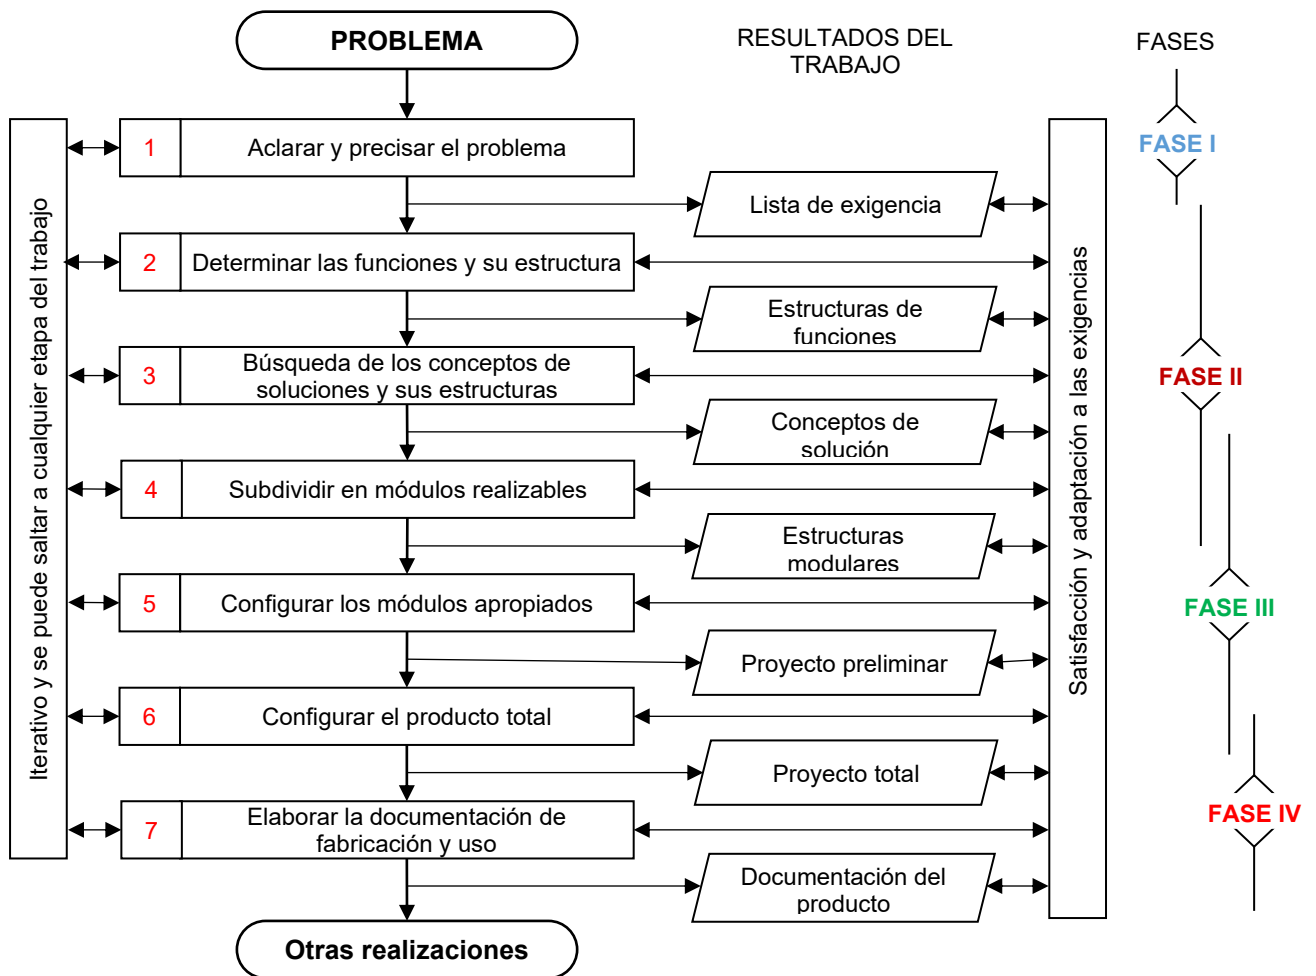 PROBLEMA
RESULTADOS DEL
TRABAJO
FASES
1
Aclarar y precisar el problema
FASE I
Lista de exigencia
2
Determinar las funciones y su estructura
Estructuras de
funciones
3
Búsqueda de los conceptos de
soluciones y sus estructuras
FASE II
Conceptos de
solución
4
Subdividir en módulos realizables
Estructuras
modulares
5
Configurar los módulos apropiados
FASE III
Proyecto preliminar
6
Configurar el producto total
Proyecto total
7
Elaborar la documentación de
fabricación y uso
FASE IV
Documentación del
producto
Otras realizaciones
Iterativo y se puede saltar a cualquier etapa del trabajo
Satisfacción y adaptación a las exigencias